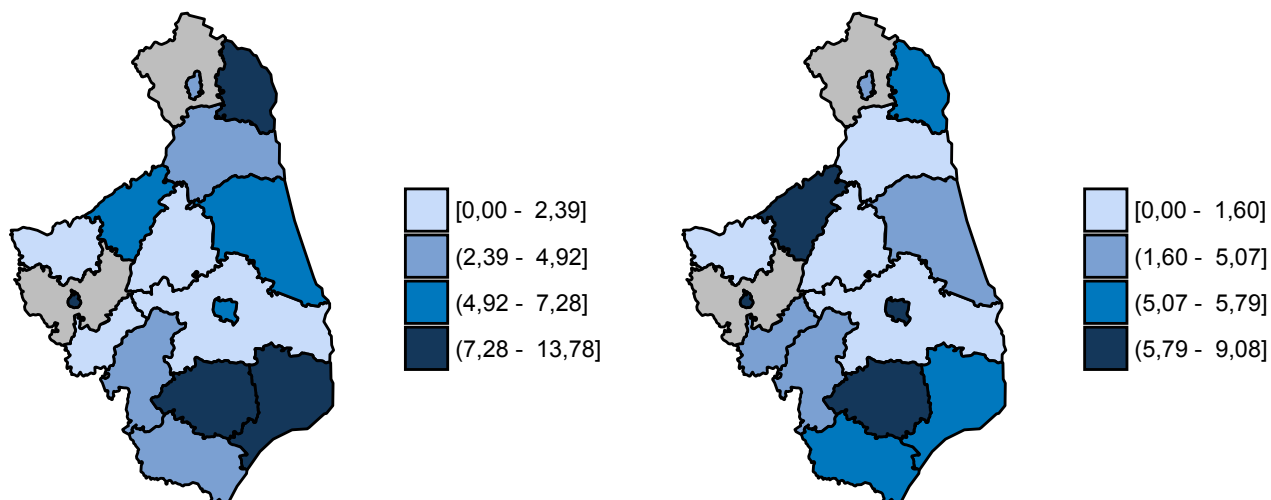 [0,00 - 2,39]
(2,39 - 4,92]
(4,92 - 7,28]
(7,28 - 13,78]
[0,00 - 1,60]
(1,60 - 5,07]
(5,07 - 5,79]
(5,79 - 9,08]